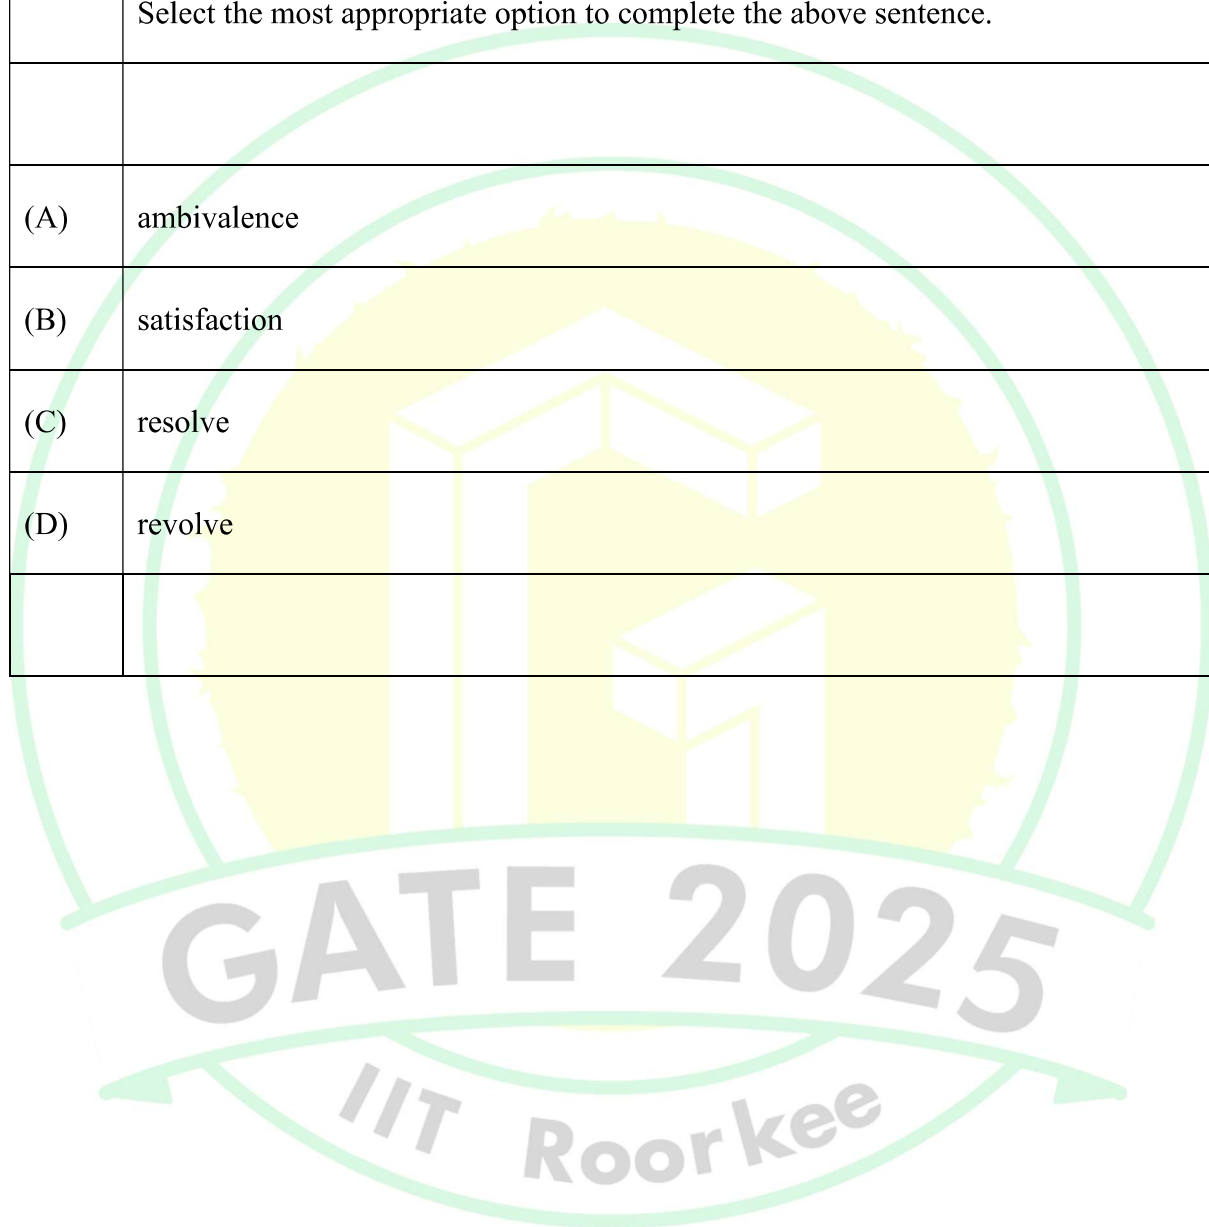 Select the most appropriate option to complete the above sentence.
(A) ambivalence
(B) satisfaction
(C) resolve
(D) revolve
GATE 2025
IIT Roorkee